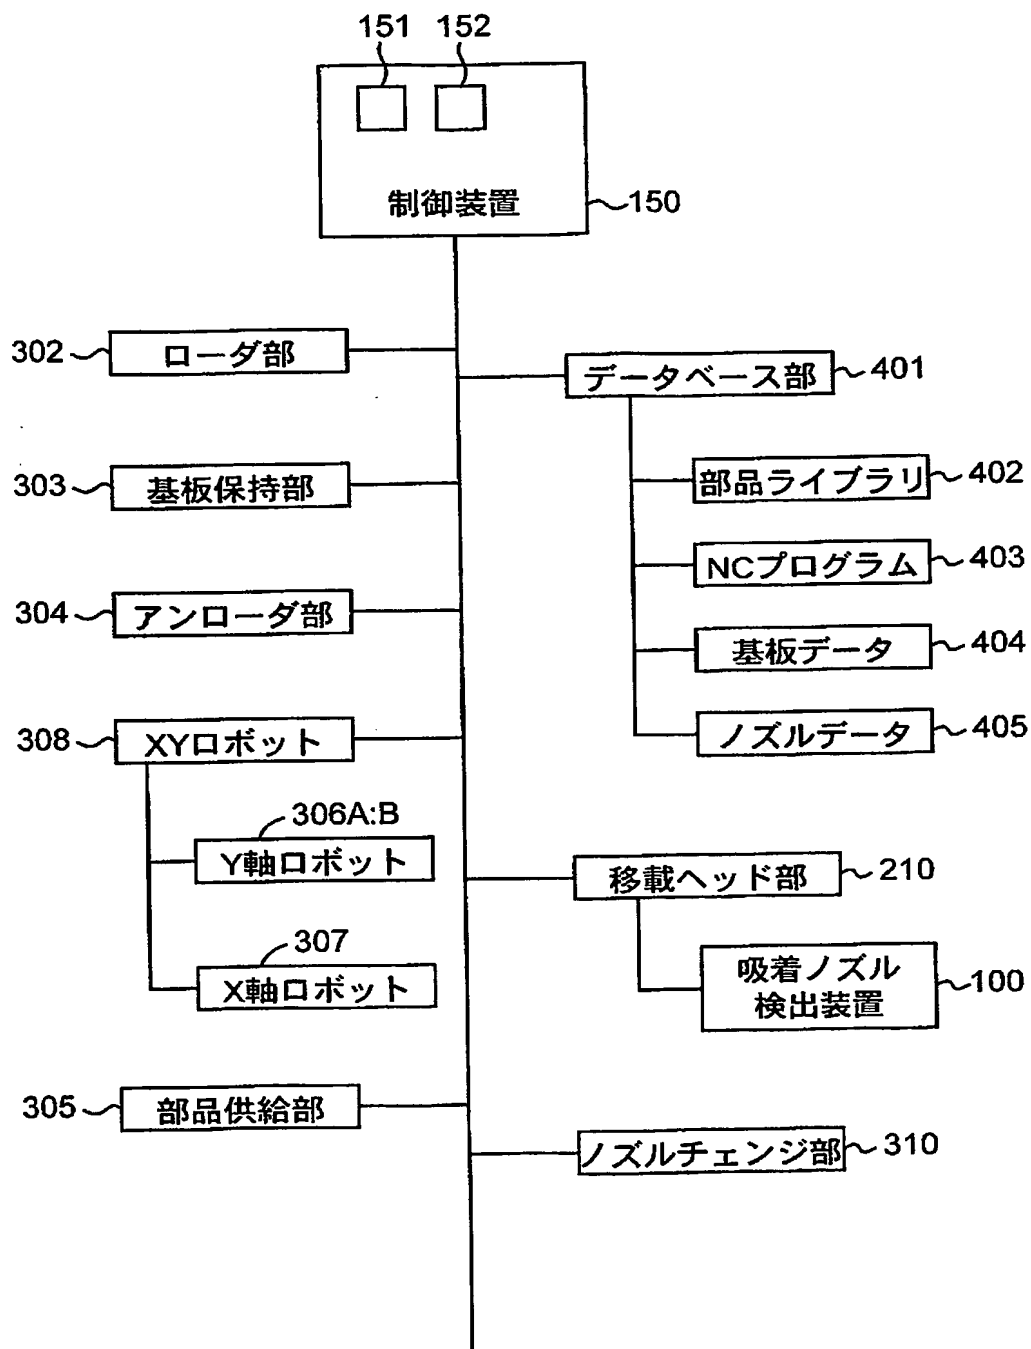 151
152
制御装置
150
302
ローダ部
データベース部
401
部品ライブラリ
402
303
基板保持部
NCプログラム
403
304
アンローダ部
基板データ
404
308
XYロボット
ノズルデータ
405
306A:B
Y軸ロボット
移載ヘッド部
210
307
X軸ロボット
吸着ノズル
検出装置
100
305
部品供給部
ノズルチェンジ部
310